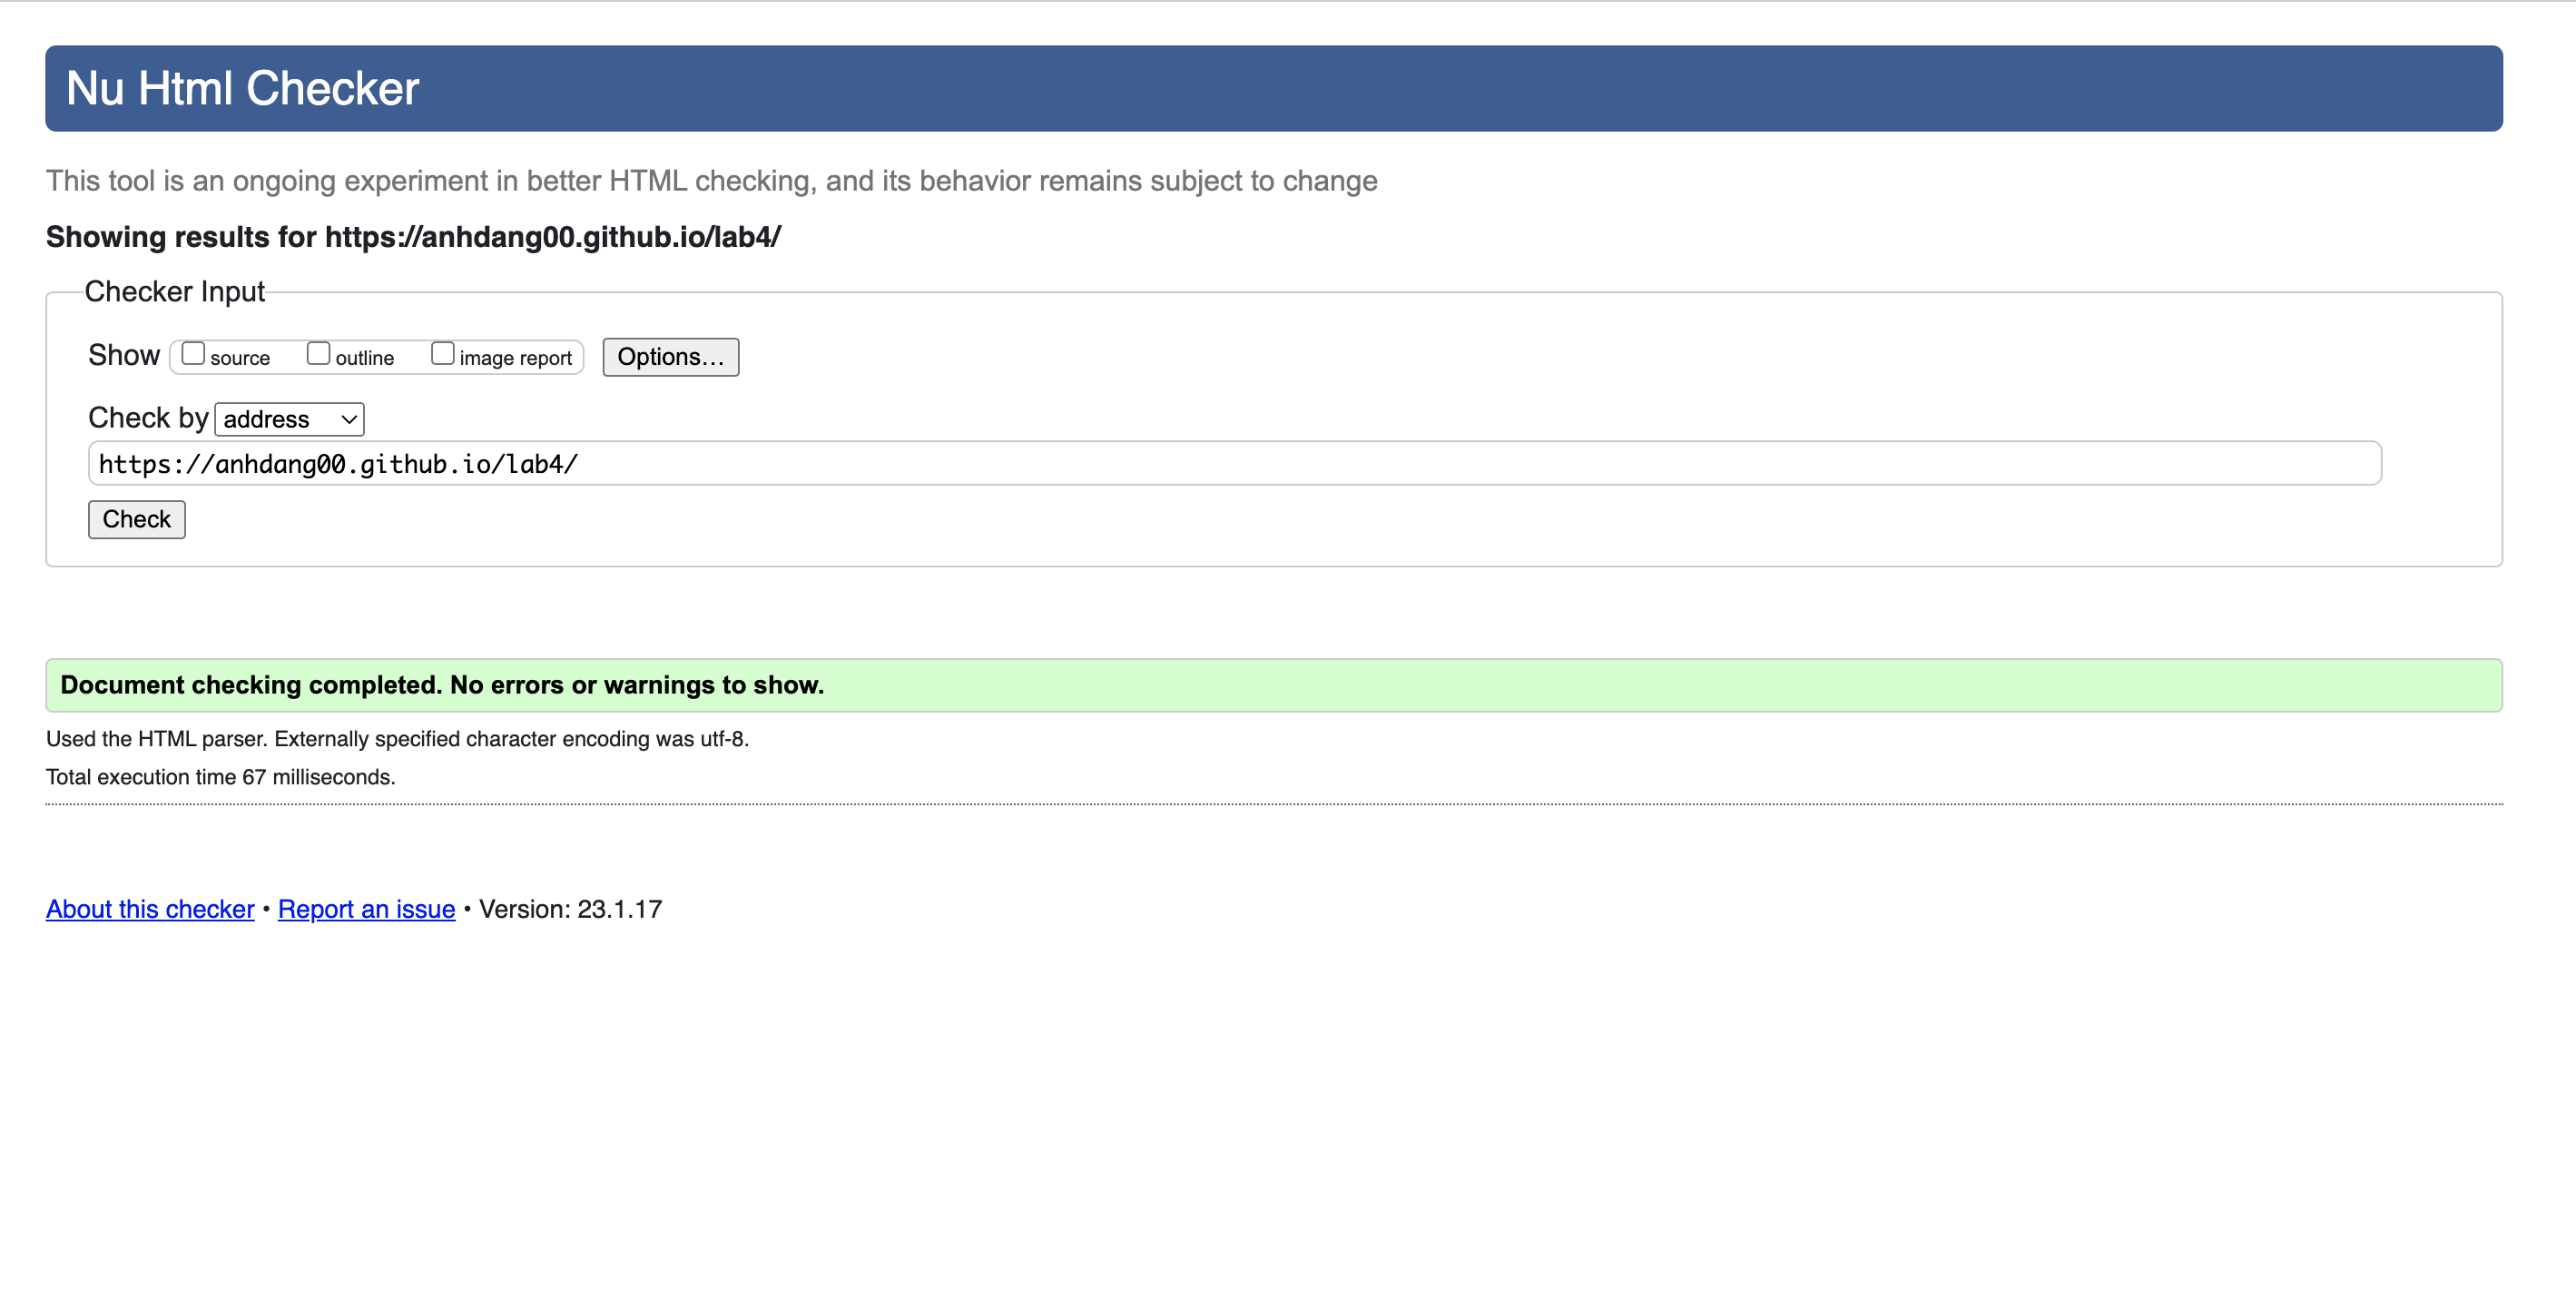 Nu Html Checker
This tool is an ongoing experiment in better HTML checking, and its behavior remains subject to change
Showing results for https://anhdang00.github.io/lab4/
Checker Input
Show source outline image report Options...
Check by address
https://anhdang00.github.io/lab4/
Check
Document checking completed. No errors or warnings to show.
Used the HTML parser. Externally specified character encoding was utf-8.
Total execution time 67 milliseconds.
About this checker • Report an issue • Version: 23.1.17